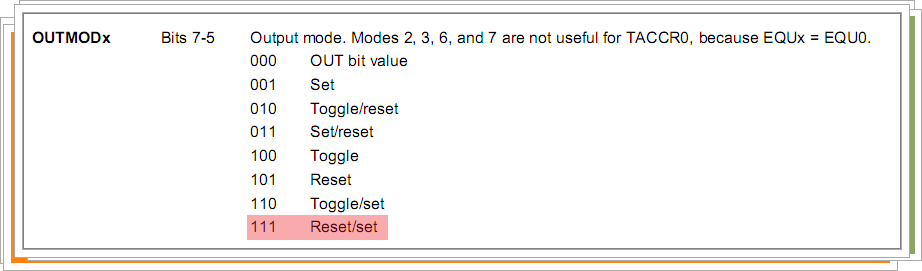 OUTMODx Bits 7-5 Output mode. Modes 2, 3, 6, and 7 are not useful for TACCR0, because EQUx = EQU0.
000 OUT bit value
001 Set
010 Toggle/reset
011 Set/reset
100 Toggle
101 Reset
110 Toggle/set
111 Reset/set